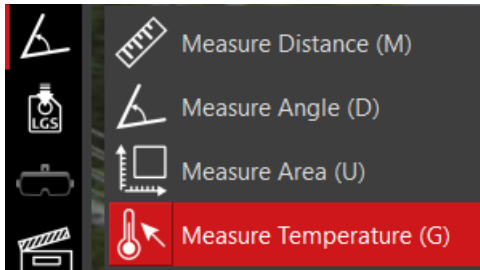 Measure Distance (M)
Measure Angle (D)
LGS
Measure Area (U)
Measure Temperature (G)